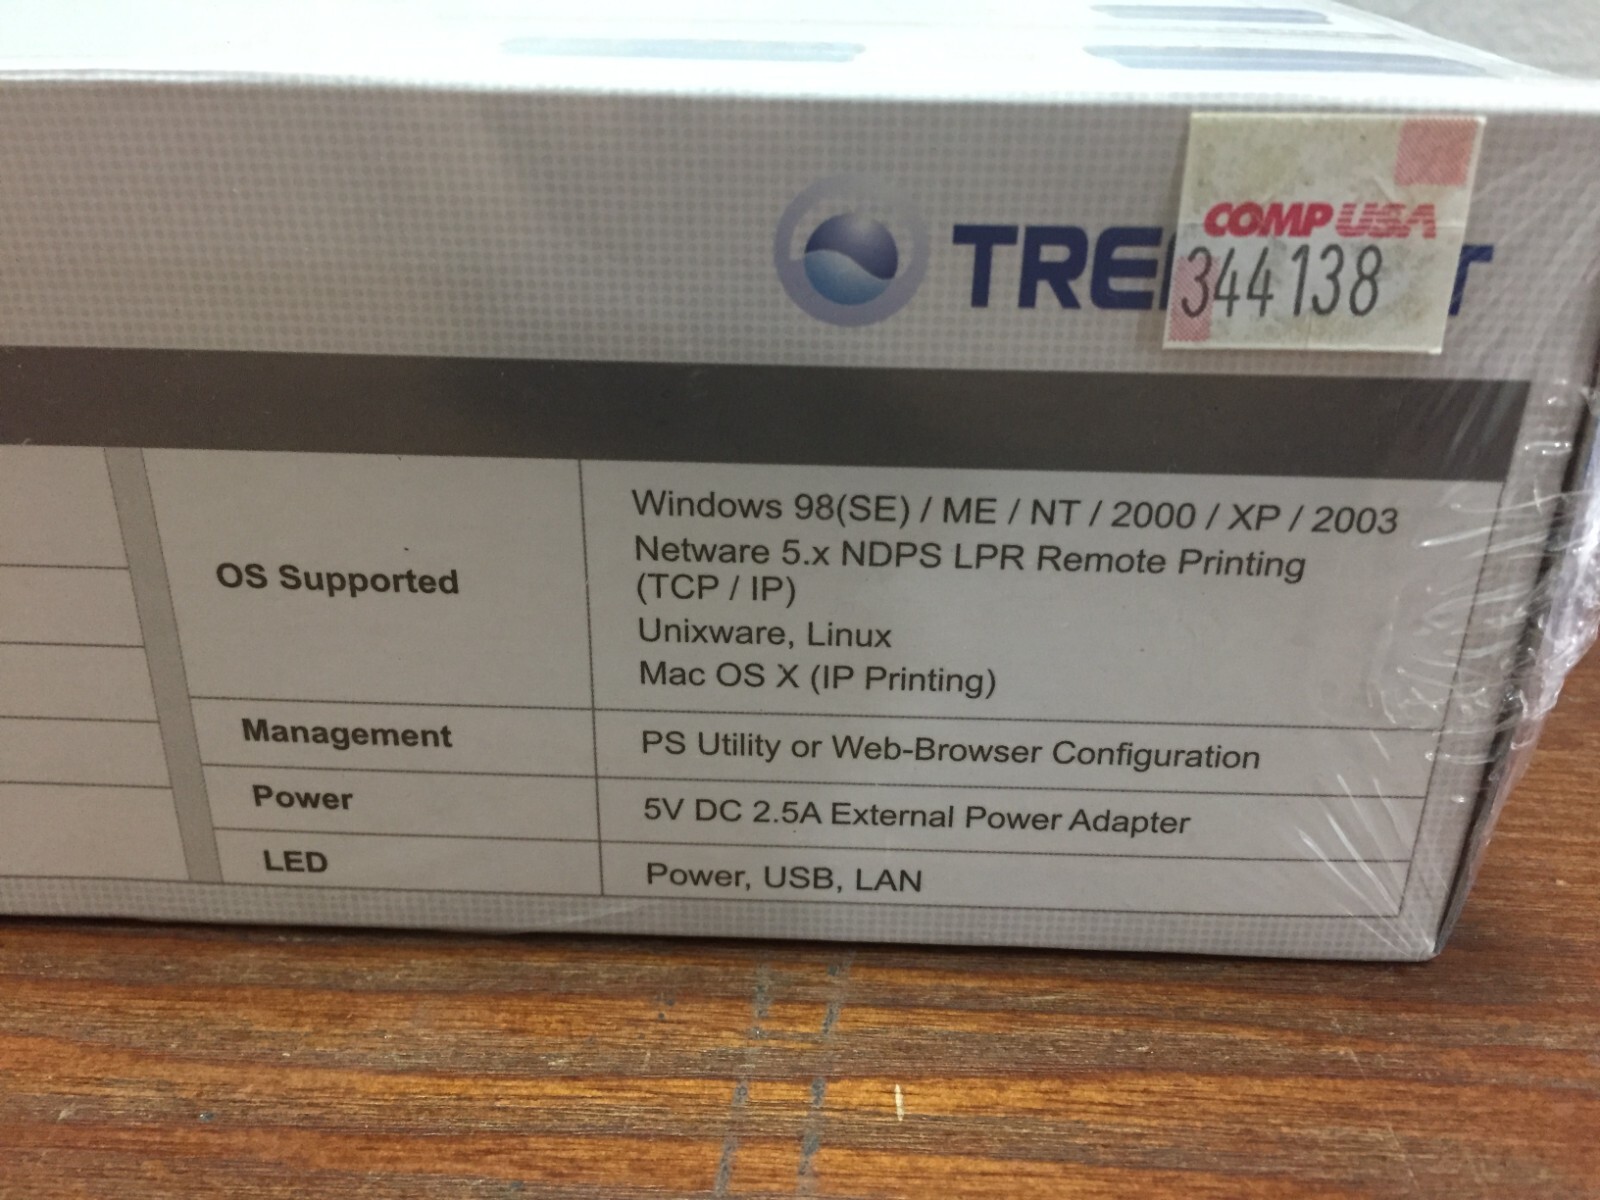 COMPUSA
344138
TRE
OS Supported
Windows 98(SE) / ME / NT / 2000 / XP / 2003
Netware 5.x NDPS LPR Remote Printing
(TCP / IP)
Unixware, Linux
Mac OS X (IP Printing)
Management
PS Utility or Web-Browser Configuration
Power
5V DC 2.5A External Power Adapter
LED
Power, USB, LAN